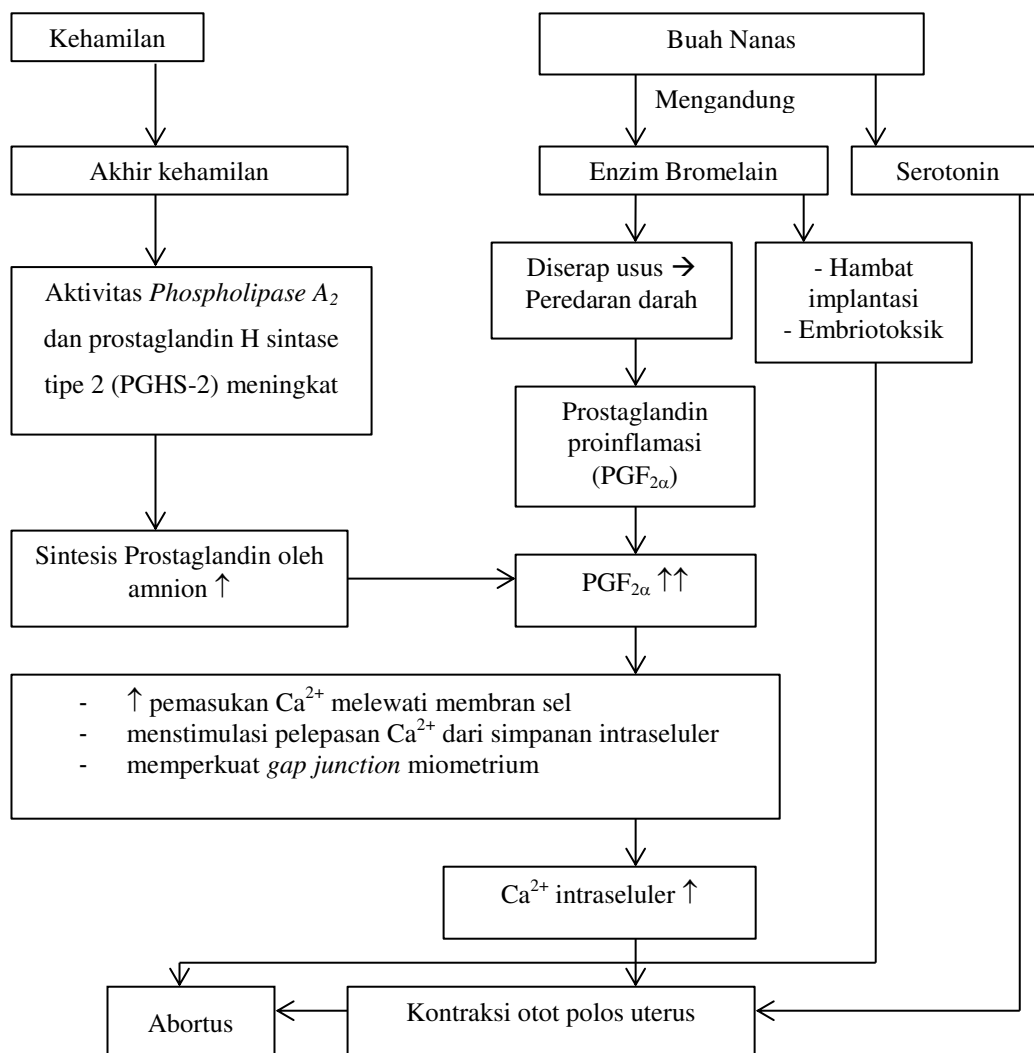 Kehamilan
Buah Nanas
Mengandung
Akhir kehamilan
Enzim Bromelain
Serotonin
Aktivitas Phospholipase A₂
dan prostaglandin H sintase
tipe 2 (PGHS-2) meningkat
Diserap usus →
Peredaran darah
- Hambat
implantasi
- Embriotoksik
Prostaglandin
proinflamasi
(PGF₂α)
Sintesis Prostaglandin oleh
amnion ↑
PGF₂α ↑↑
- ↑ pemasukan Ca²⁺ melewati membran sel
- menstimulasi pelepasan Ca²⁺ dari simpanan intraseluler
- memperkuat gap junction miometrium
Ca²⁺ intraseluler ↑
Abortus
Kontraksi otot polos uterus